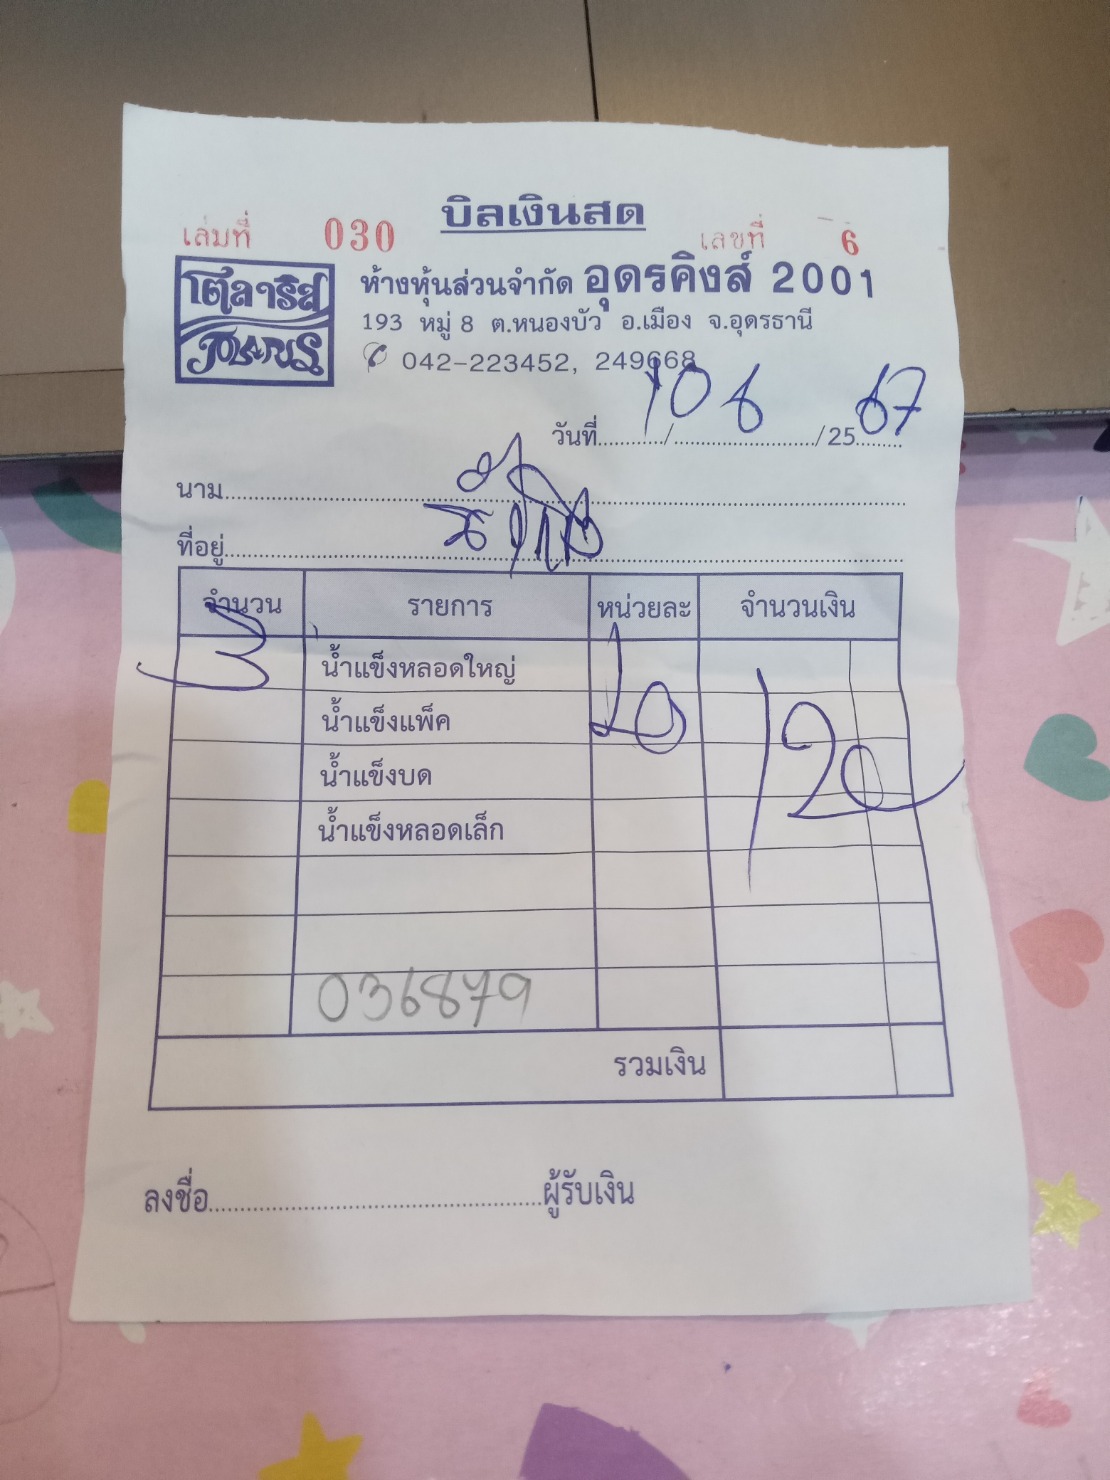 บิลเงินสด
เล่มที่ 030 เลขที่ 6
โตลาริส
TOLARIS
ห้างหุ้นส่วนจำกัด อุดรคิงส์ 2001
193 หมู่ 8 ต.หนองบัว อ.เมือง จ.อุดรธานี
042-223452, 249668
วันที่ 10 / 6 / 2567
นาม
ที่อยู่
จำนวน รายการ หน่วยละ จำนวนเงิน
3 น้ำแข็งหลอดใหญ่ 120
น้ำแข็งแพ็ค
น้ำแข็งบด
น้ำแข็งหลอดเล็ก
036879
รวมเงิน
ลงชื่อ ผู้รับเงิน